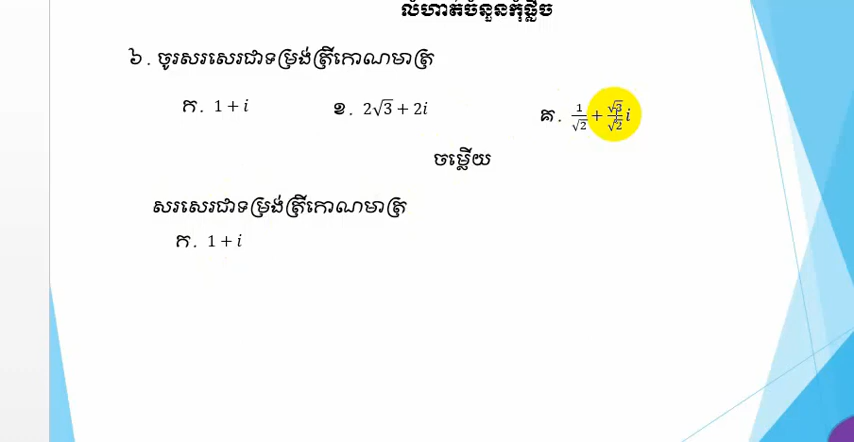 លំហាត់ចំនួនកុំផ្លិច
៦. ចូរសរសេរជាទម្រង់ត្រីកោណមាត្រ
ក. 1 + i ខ. 2√3 + 2i គ. 1/√2 + √3/√2 i
ចម្លើយ
សរសេរជាទម្រង់ត្រីកោណមាត្រ
ក. 1 + i